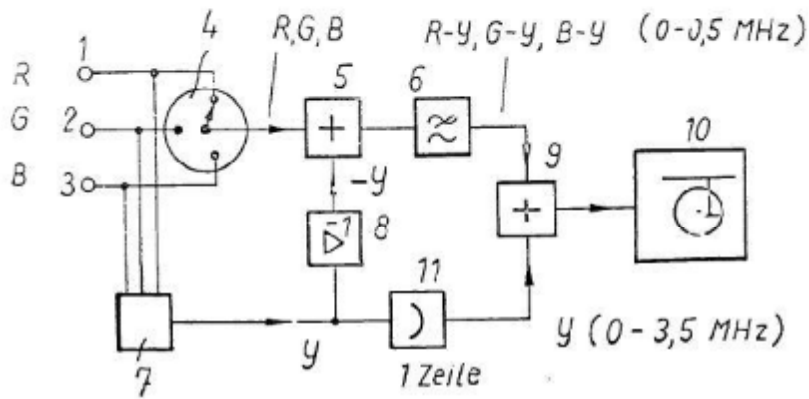 1 4 R,G,B R-Y, G-Y, B-Y (0-0,5 MHz)
R
5 6
G 2 + 10
9
B 3 -Y
+
-1 8
11
7 Y Y (0-3,5 MHz)
1 Zeile